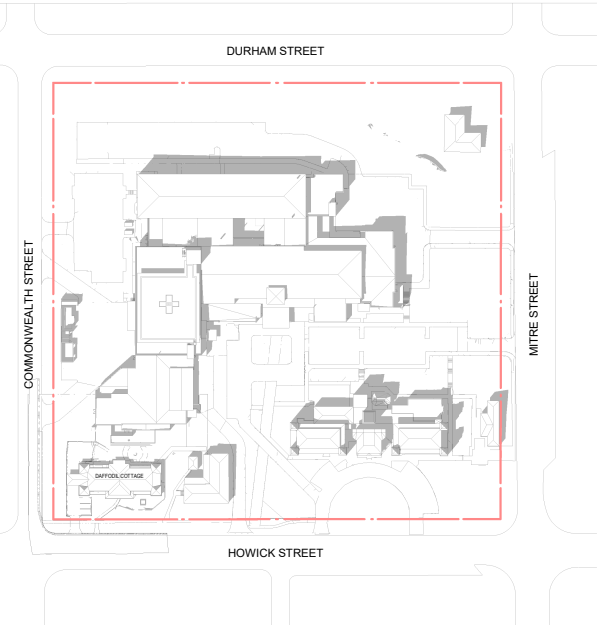 DURHAM STREET
COMMONWEALTH STREET
MITRE STREET
DAFFODIL COTTAGE
HOWICK STREET